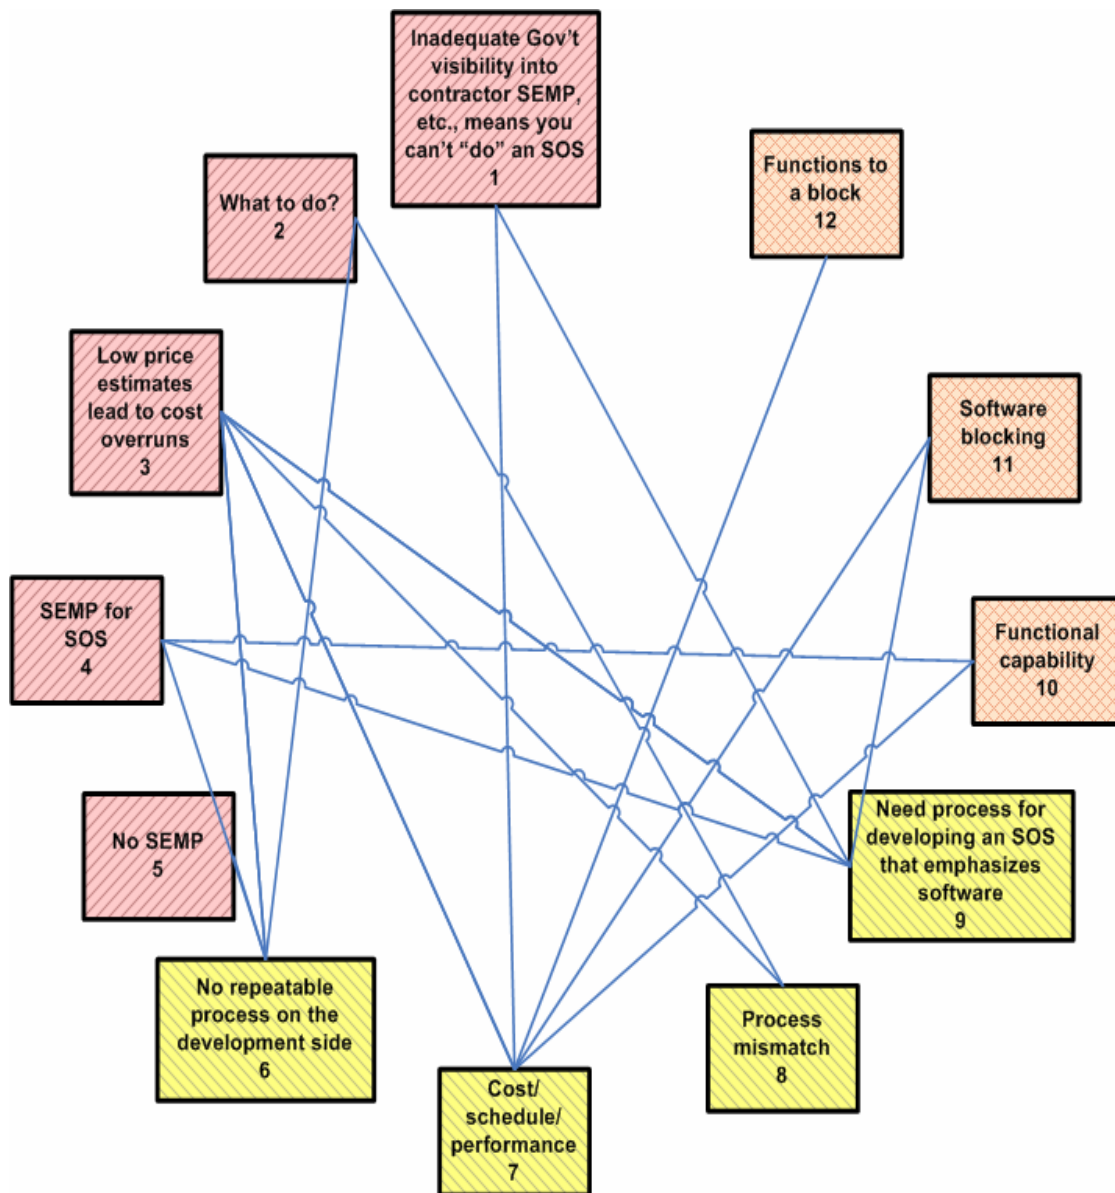 Inadequate Gov't
visibility into
contractor SEMP,
etc., means you
can't “do” an SOS
1
What to do?
2
Functions to
a block
12
Low price
estimates
lead to cost
overruns
3
Software
blocking
11
SEMP for
SOS
4
Functional
capability
10
No SEMP
5
Need process for
developing an SOS
that emphasizes
software
9
No repeatable
process on the
development side
6
Process
mismatch
8
Cost/
schedule/
performance
7